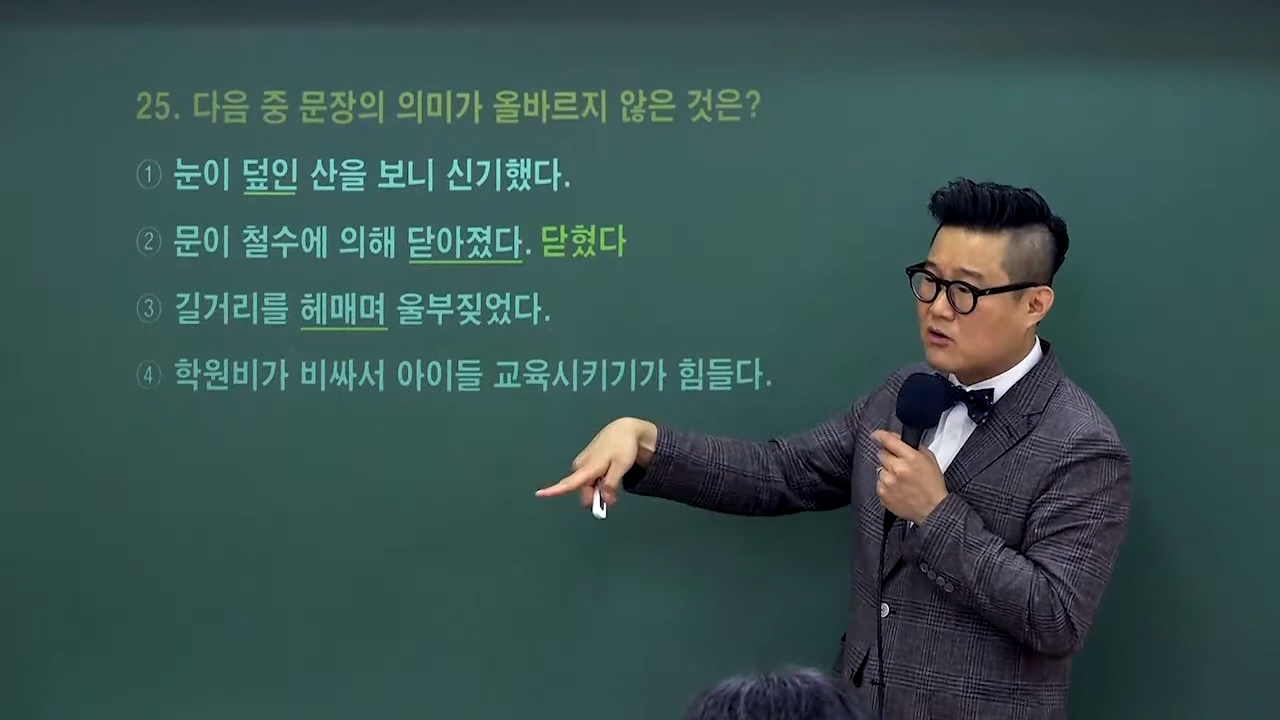 25. 다음 중 문장의 의미가 올바르지 않은 것은?
① 눈이 덮인 산을 보니 신기했다.
② 문이 철수에 의해 닫아졌다. 닫혔다
③ 길거리를 헤매며 울부짖었다.
④ 학원비가 비싸서 아이들 교육시키기가 힘들다.